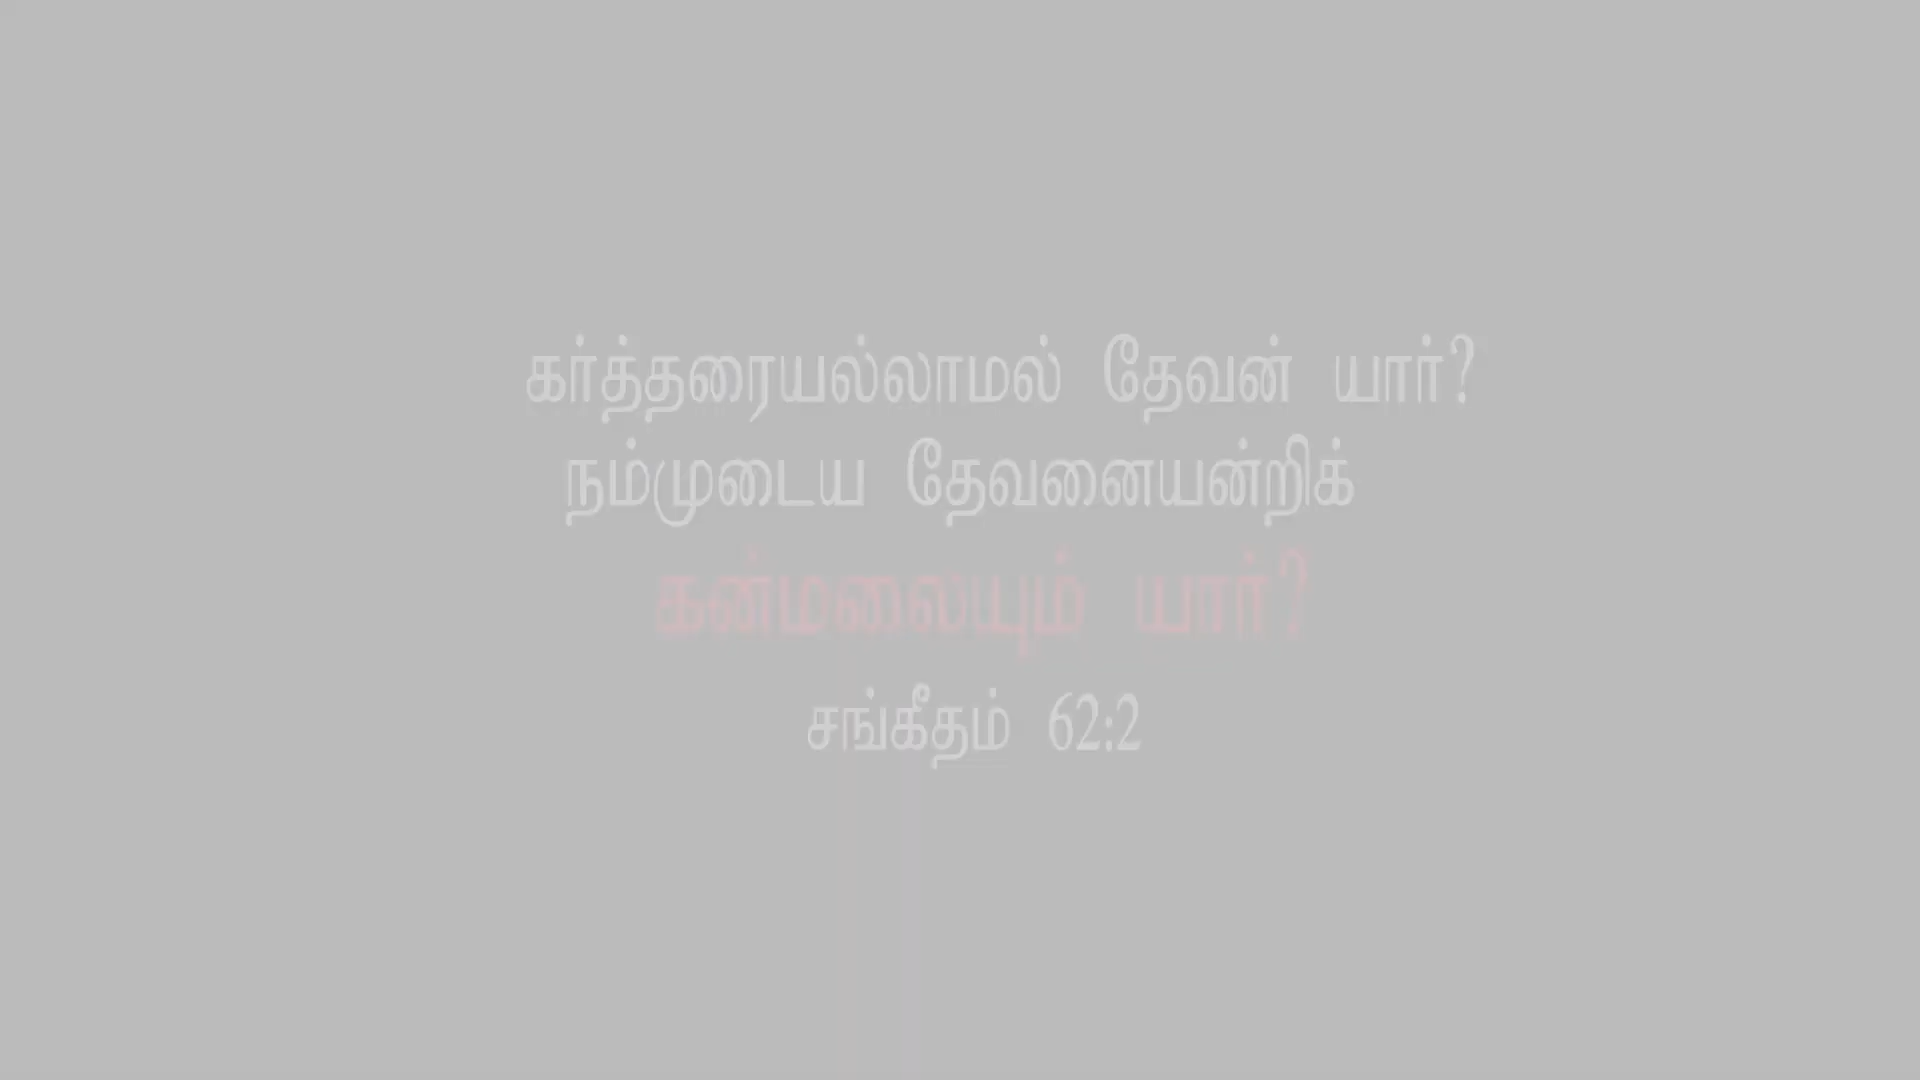 கர்த்தரையல்லாமல் தேவன் யார்?
நம்முடைய தேவனையன்றிக்
கன்மலையும் யார்?
சங்கீதம் 62:2